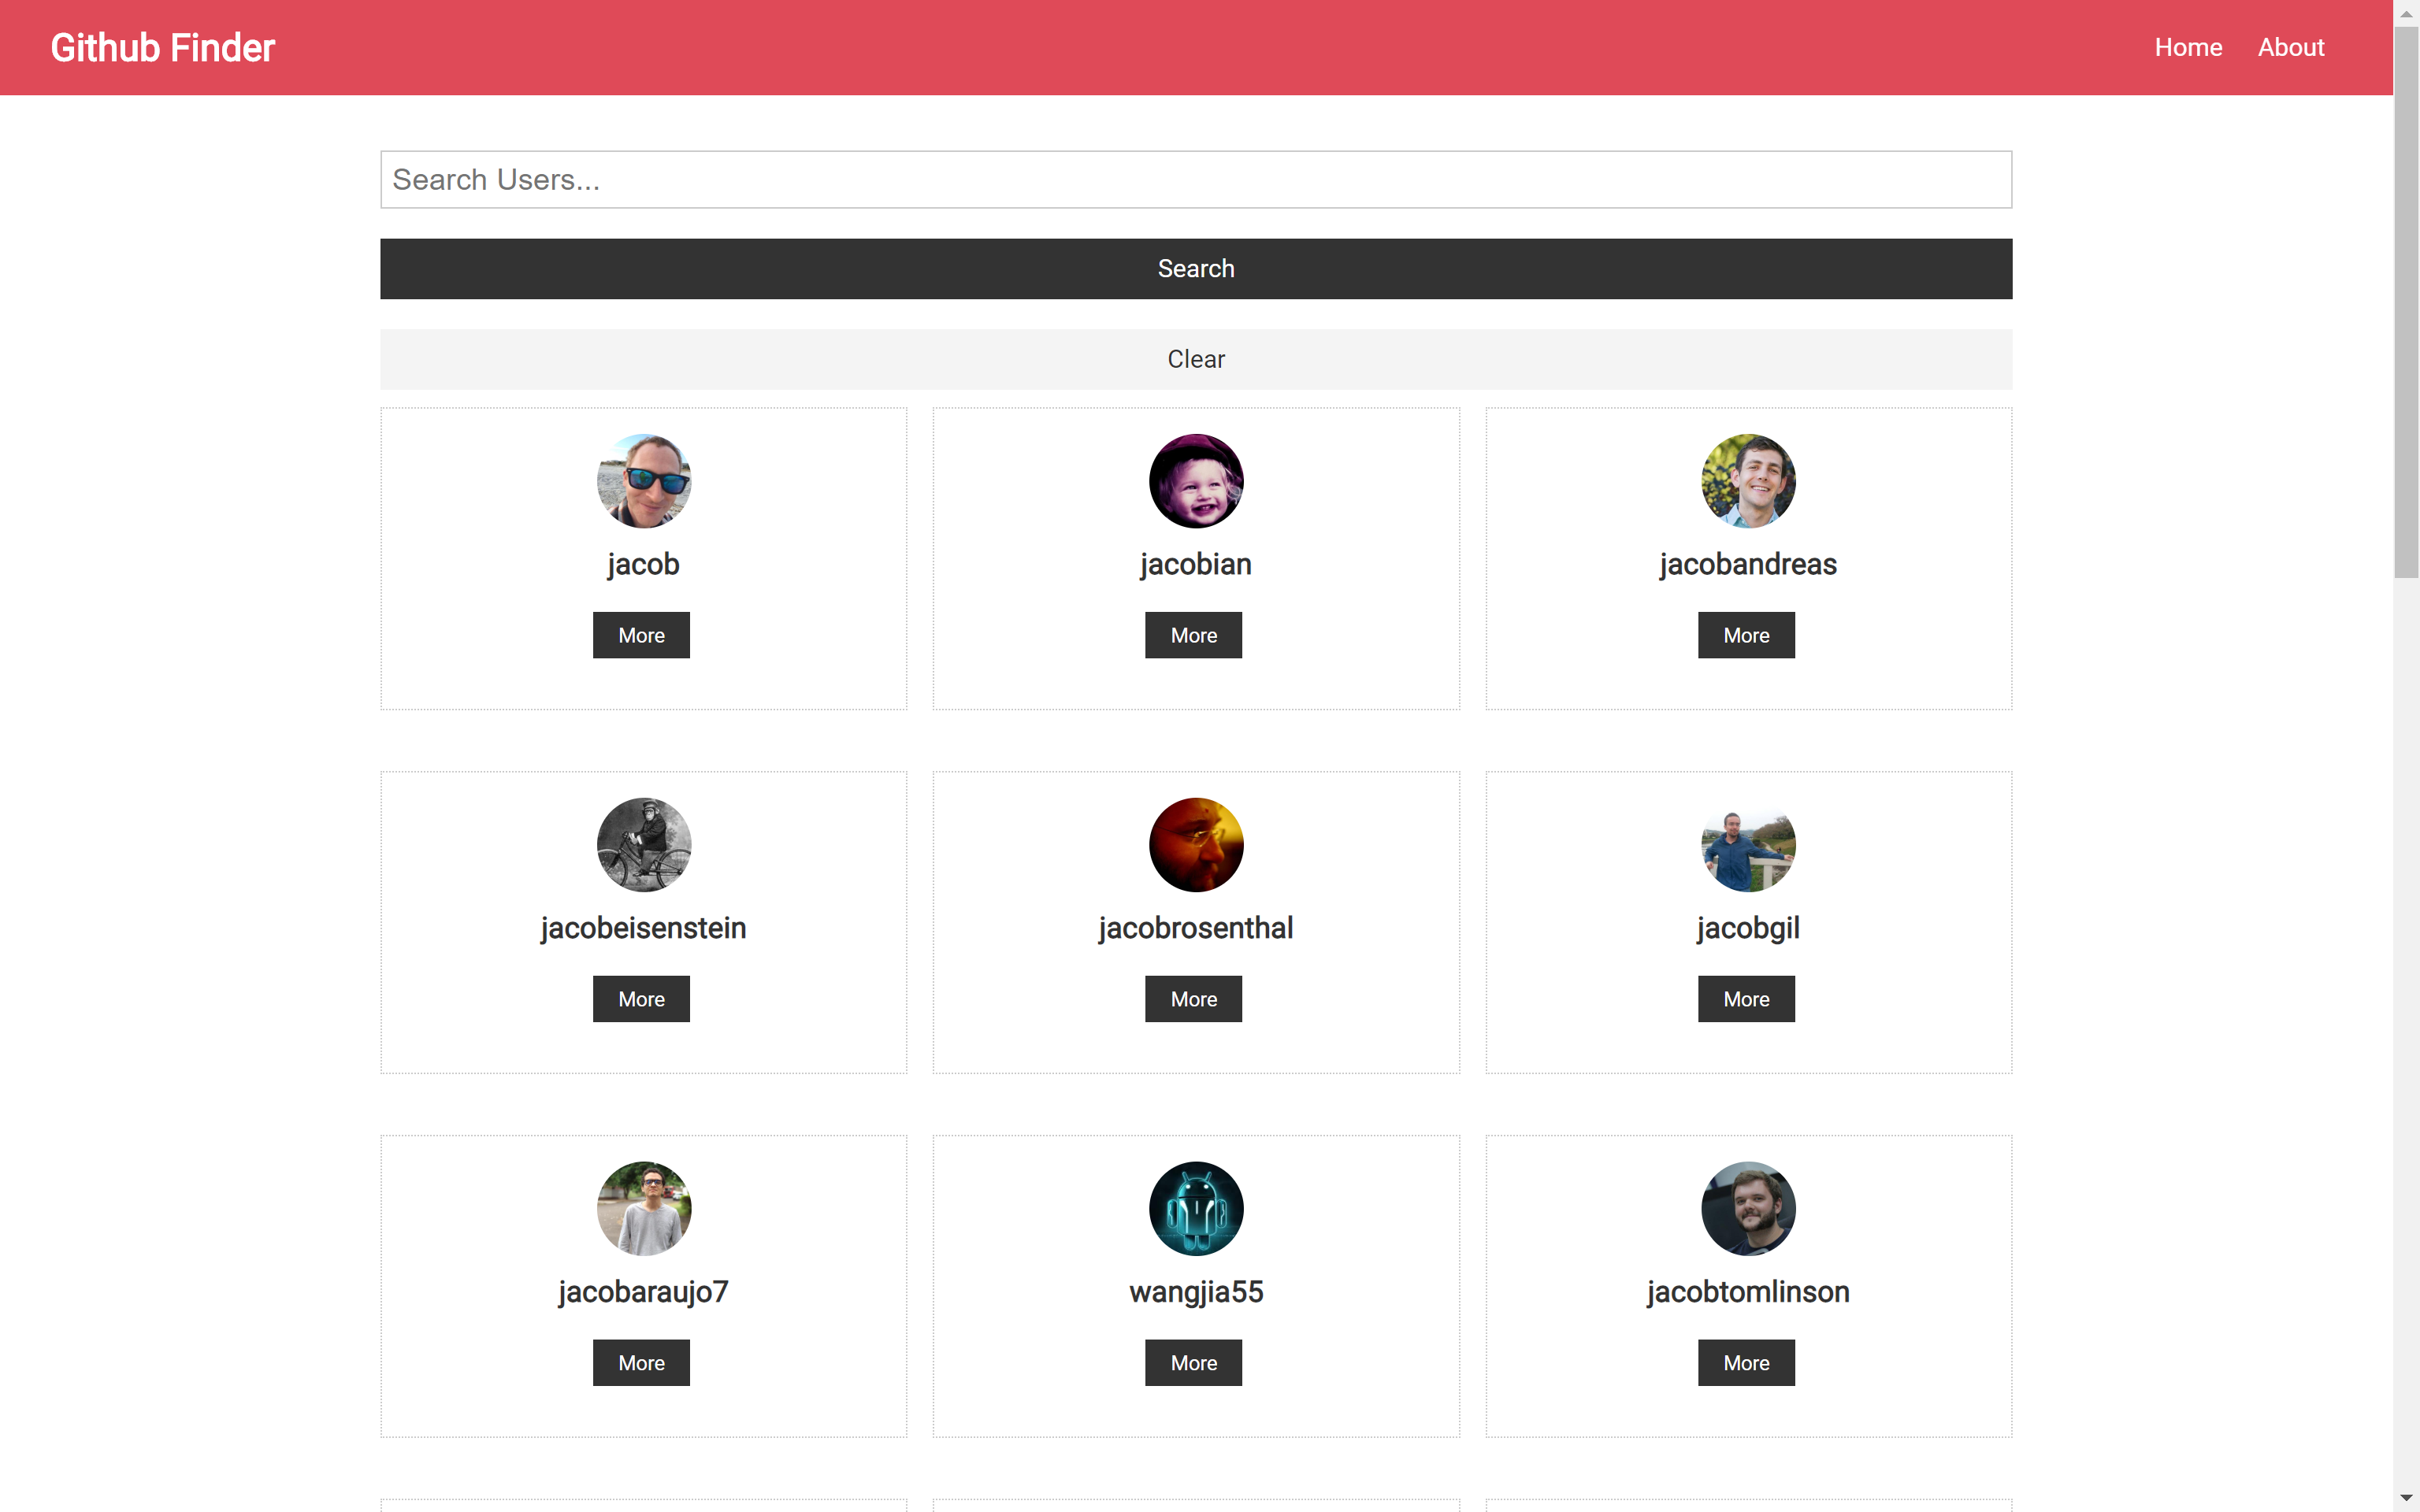 Github Finder
Home About
Search Users...
Search
Clear
jacob jacobian jacobandreas
More More More
jacobeisenstein jacobrosenthal jacobgil
More More More
jacobaraujo7 wangjia55 jacobtomlinson
More More More